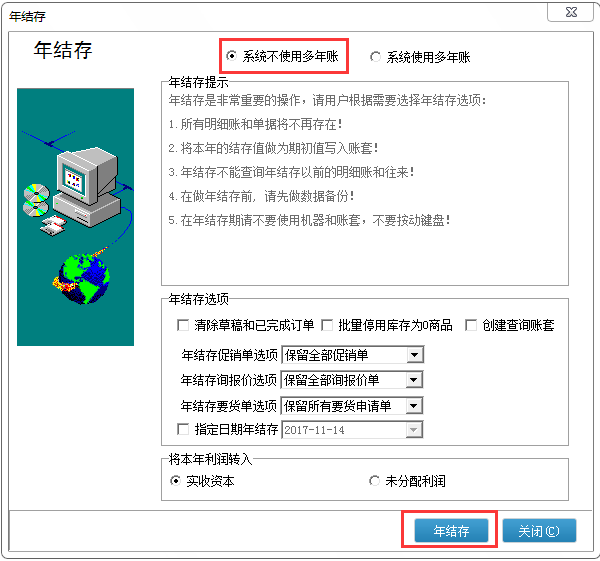 年结存
年结存
系统不使用多年账 系统使用多年账
年结存提示
年结存是非常重要的操作，请用户根据需要选择年结存选项：
1.所有明细账和单据将不再存在！
2.将本年的结存值做为期初值写入账套！
3.年结存不能查询年结存以前的明细账和往来！
4.在做年结存前，请先做数据备份！
5.在年结存期请不要使用机器和账套，不要按动键盘！
年结存选项
清除草稿和已完成订单 批量停用库存为0商品 创建查询账套
年结存促销单选项 保留全部促销单
年结存询报价选项 保留全部询报价单
年结存要货单选项 保留所有要货申请单
指定日期年结存 2017-11-14
将本年利润转入
实收资本 未分配利润
年结存 关闭(C)